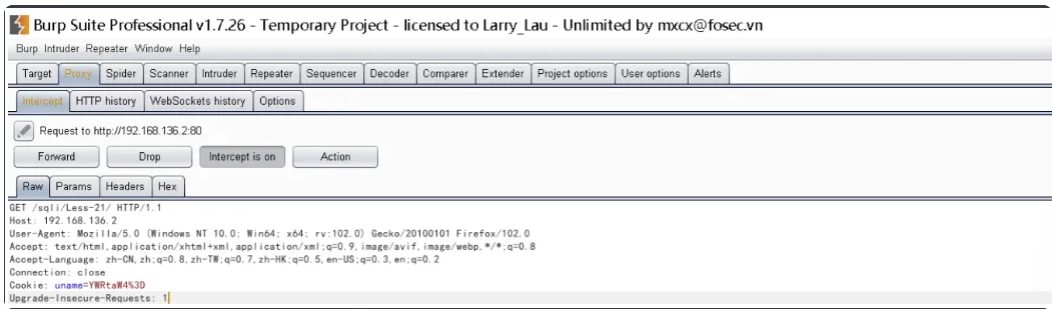 Burp Suite Professional v1.7.26 - Temporary Project - licensed to Larry_Lau - Unlimited by mxcx@fosec.vn
Burp Intruder Repeater Window Help
Target Proxy Spider Scanner Intruder Repeater Sequencer Decoder Comparer Extender Project options User options Alerts
Intercept HTTP history WebSockets history Options
Request to http://192.168.136.2:80
Forward Drop Intercept is on Action
Raw Params Headers Hex
GET /sqli/Less-21/ HTTP/1.1
Host: 192.168.136.2
User-Agent: Mozilla/5.0 (Windows NT 10.0; Win64; x64; rv:102.0) Gecko/20100101 Firefox/102.0
Accept: text/html,application/xhtml+xml,application/xml;q=0.9,image/avif,image/webp,*/*;q=0.8
Accept-Language: zh-CN,zh;q=0.8,zh-TW;q=0.7,zh-HK;q=0.5,en-US;q=0.3,en;q=0.2
Connection: close
Cookie: uname=YWRtaW4%3D
Upgrade-Insecure-Requests: 1